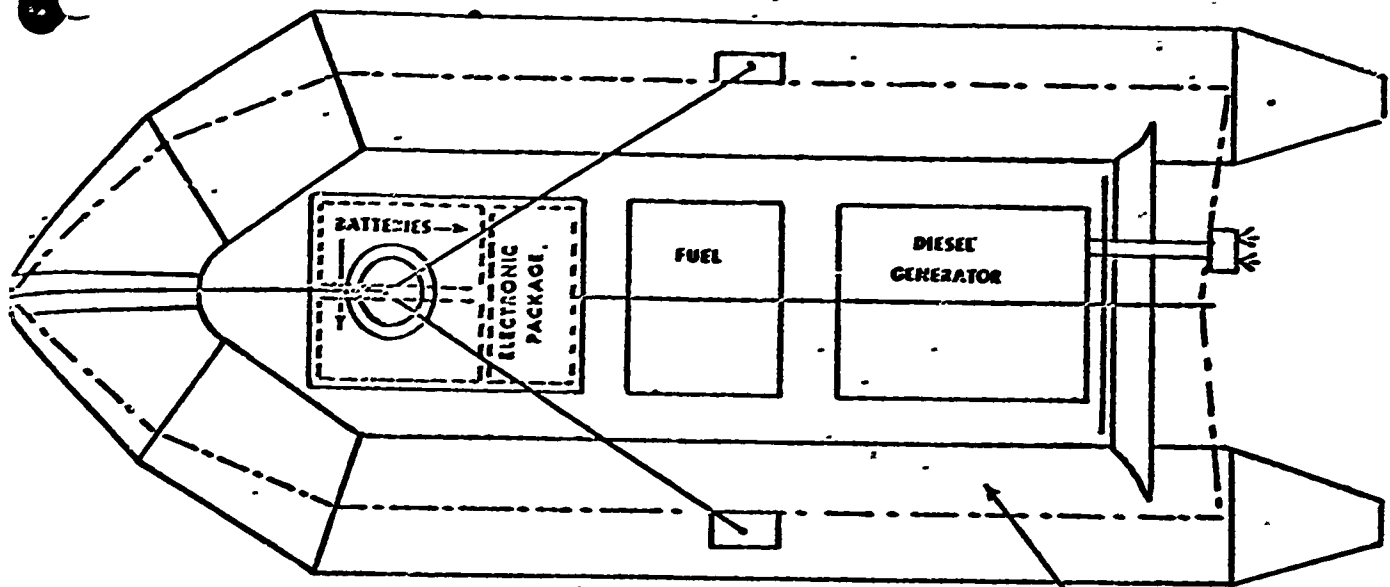 BATTERIES
ELECTRONIC
PACKAGE.
FUEL
DIESEL
GENERATOR